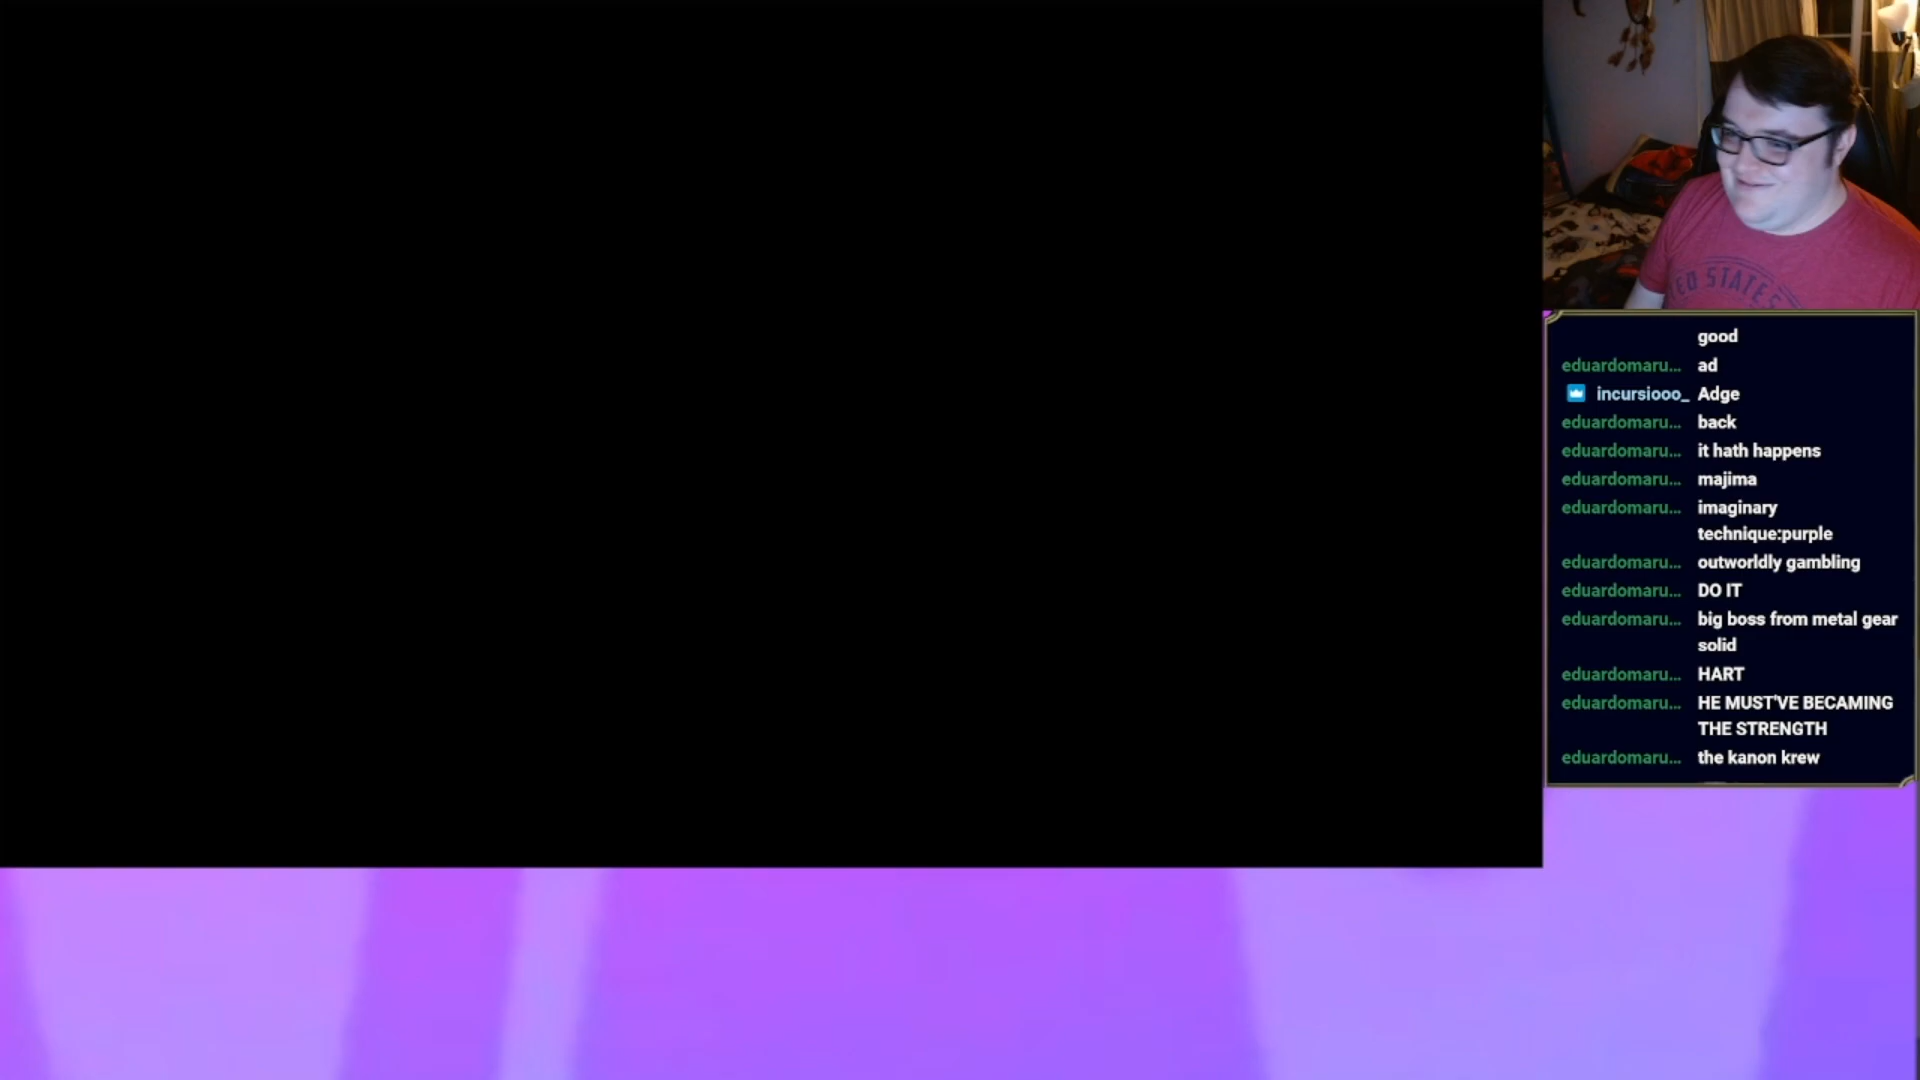 ED STATES
good
eduardomaru... ad
incursiooo_ Adge
eduardomaru... back
eduardomaru... it hath happens
eduardomaru... majima
eduardomaru... imaginary
technique:purple
eduardomaru... outworldly gambling
eduardomaru... DO IT
eduardomaru... big boss from metal gear
solid
eduardomaru... HART
eduardomaru... HE MUST'VE BECAMING
THE STRENGTH
eduardomaru... the kanon krew